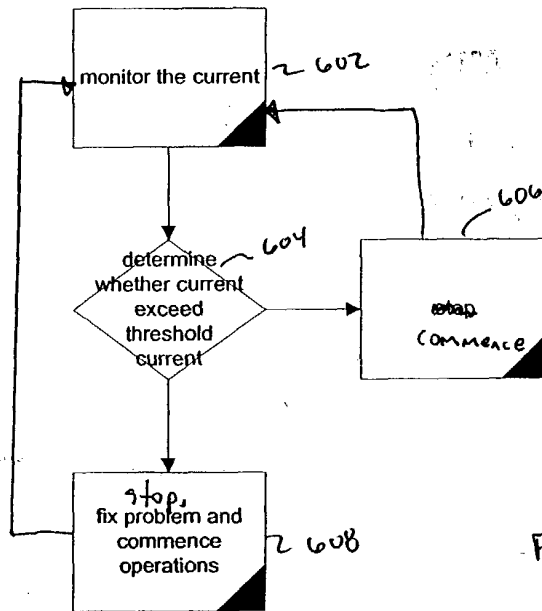 monitor the current
602
604
determine
whether current
exceed
threshold
current
606
stop
commence
stop,
fix problem and
commence
operations
608
F